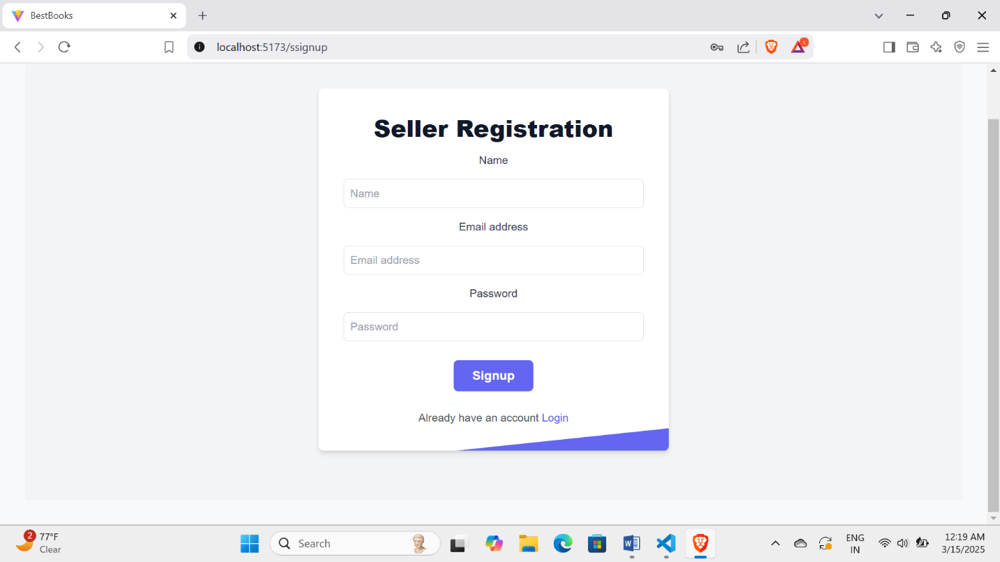 BestBooks
localhost:5173/ssignup
1
Seller Registration
Name
Name
Email address
Email address
Password
Password
Signup
Already have an account Login
2
77°F
Clear
Search
ENG
IN
12:19 AM
3/15/2025